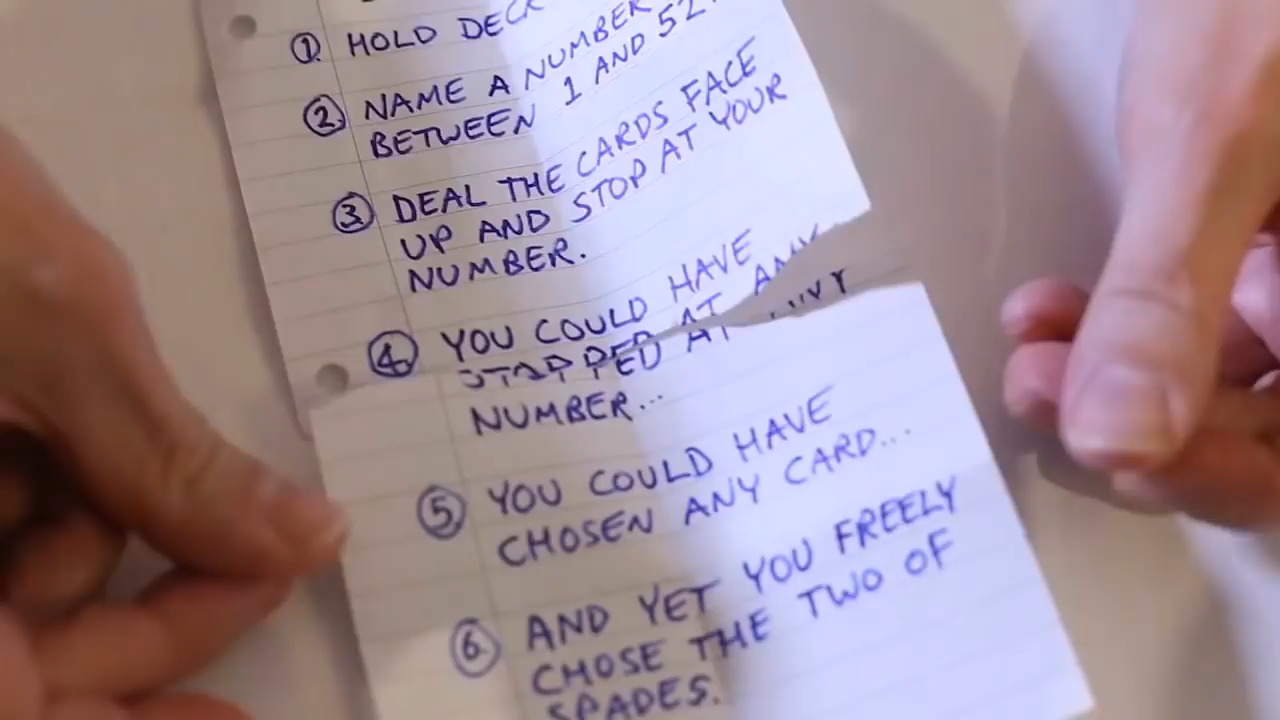 ① HOLD DECK
② NAME A NUMBER
BETWEEN 1 AND 52.
③ DEAL THE CARDS FACE
UP AND STOP AT YOUR
NUMBER.
④ YOU COULD HAVE
STOPPED AT ANY
NUMBER...
⑤ YOU COULD HAVE
CHOSEN ANY CARD...
⑥ AND YET YOU FREELY
CHOSE THE TWO OF
SPADES.